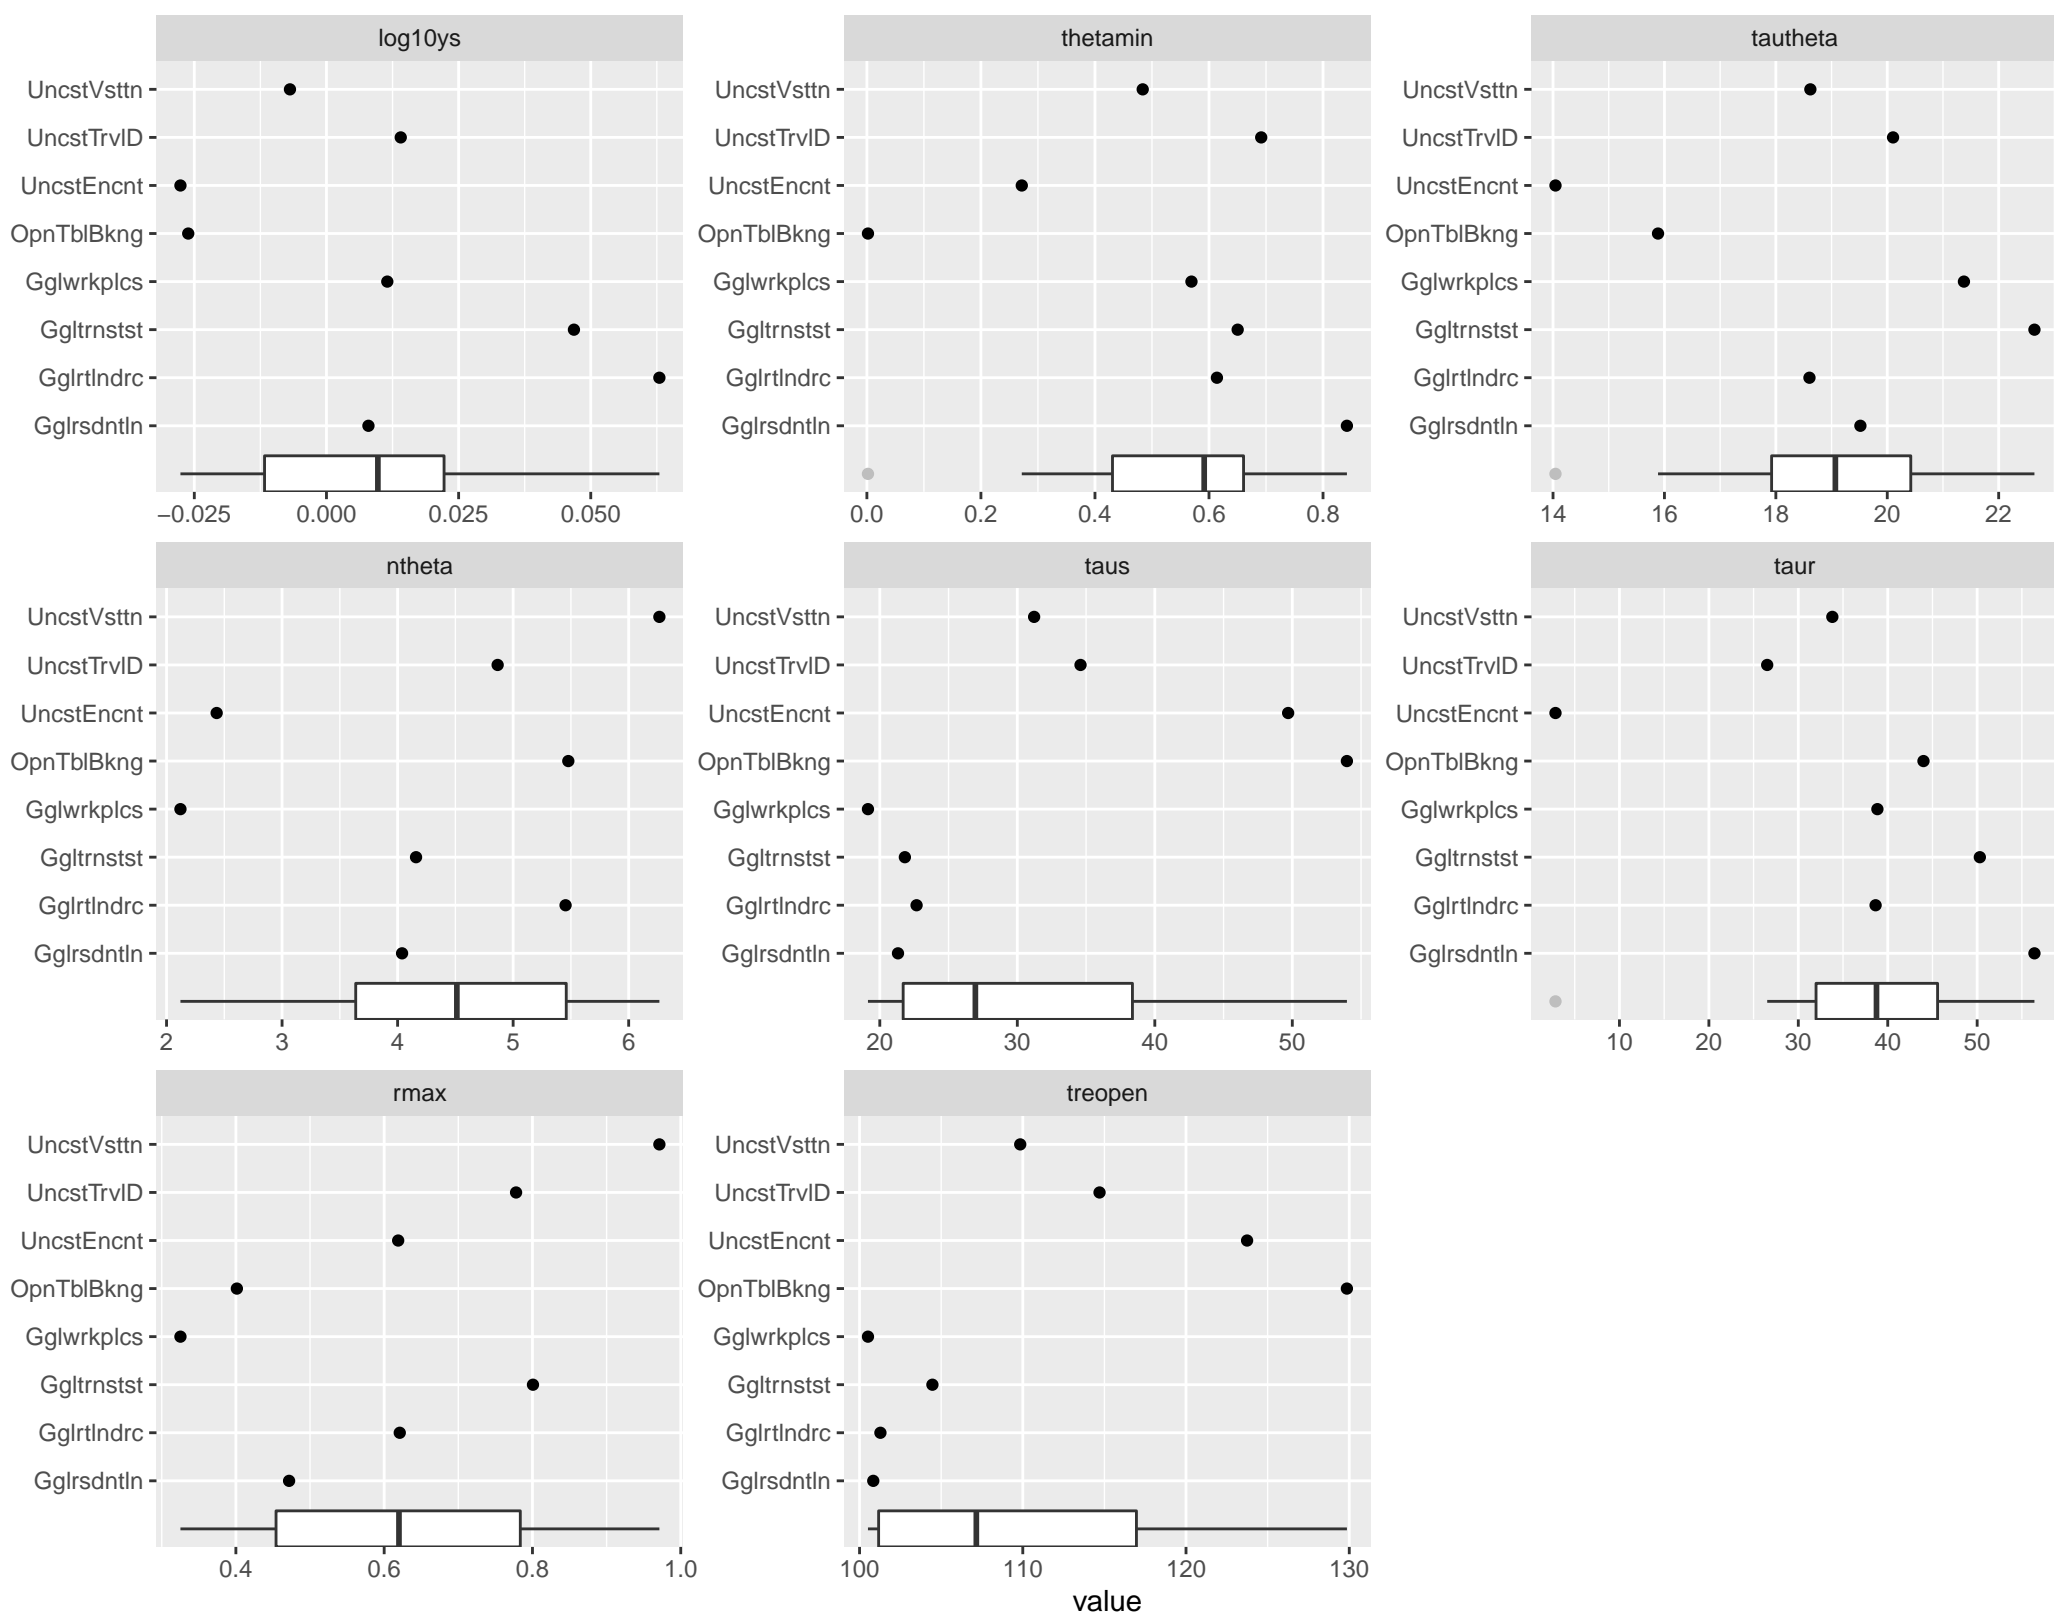 log10ys
UncstVsttn
UncstTrvlD
UncstEncnt
OpnTblBkng
Gglwrkplcs
Ggltrnstst
Gglrtlndrc
Gglrsdntln
−0.025 0.000 0.025 0.050
thetamin
UncstVsttn
UncstTrvlD
UncstEncnt
OpnTblBkng
Gglwrkplcs
Ggltrnstst
Gglrtlndrc
Gglrsdntln
0.0 0.2 0.4 0.6 0.8
tautheta
UncstVsttn
UncstTrvlD
UncstEncnt
OpnTblBkng
Gglwrkplcs
Ggltrnstst
Gglrtlndrc
Gglrsdntln
14 16 18 20 22
ntheta
UncstVsttn
UncstTrvlD
UncstEncnt
OpnTblBkng
Gglwrkplcs
Ggltrnstst
Gglrtlndrc
Gglrsdntln
2 3 4 5 6
taus
UncstVsttn
UncstTrvlD
UncstEncnt
OpnTblBkng
Gglwrkplcs
Ggltrnstst
Gglrtlndrc
Gglrsdntln
20 30 40 50
taur
UncstVsttn
UncstTrvlD
UncstEncnt
OpnTblBkng
Gglwrkplcs
Ggltrnstst
Gglrtlndrc
Gglrsdntln
10 20 30 40 50
rmax
UncstVsttn
UncstTrvlD
UncstEncnt
OpnTblBkng
Gglwrkplcs
Ggltrnstst
Gglrtlndrc
Gglrsdntln
0.4 0.6 0.8 1.0
treopen
UncstVsttn
UncstTrvlD
UncstEncnt
OpnTblBkng
Gglwrkplcs
Ggltrnstst
Gglrtlndrc
Gglrsdntln
100 110 120 130
value